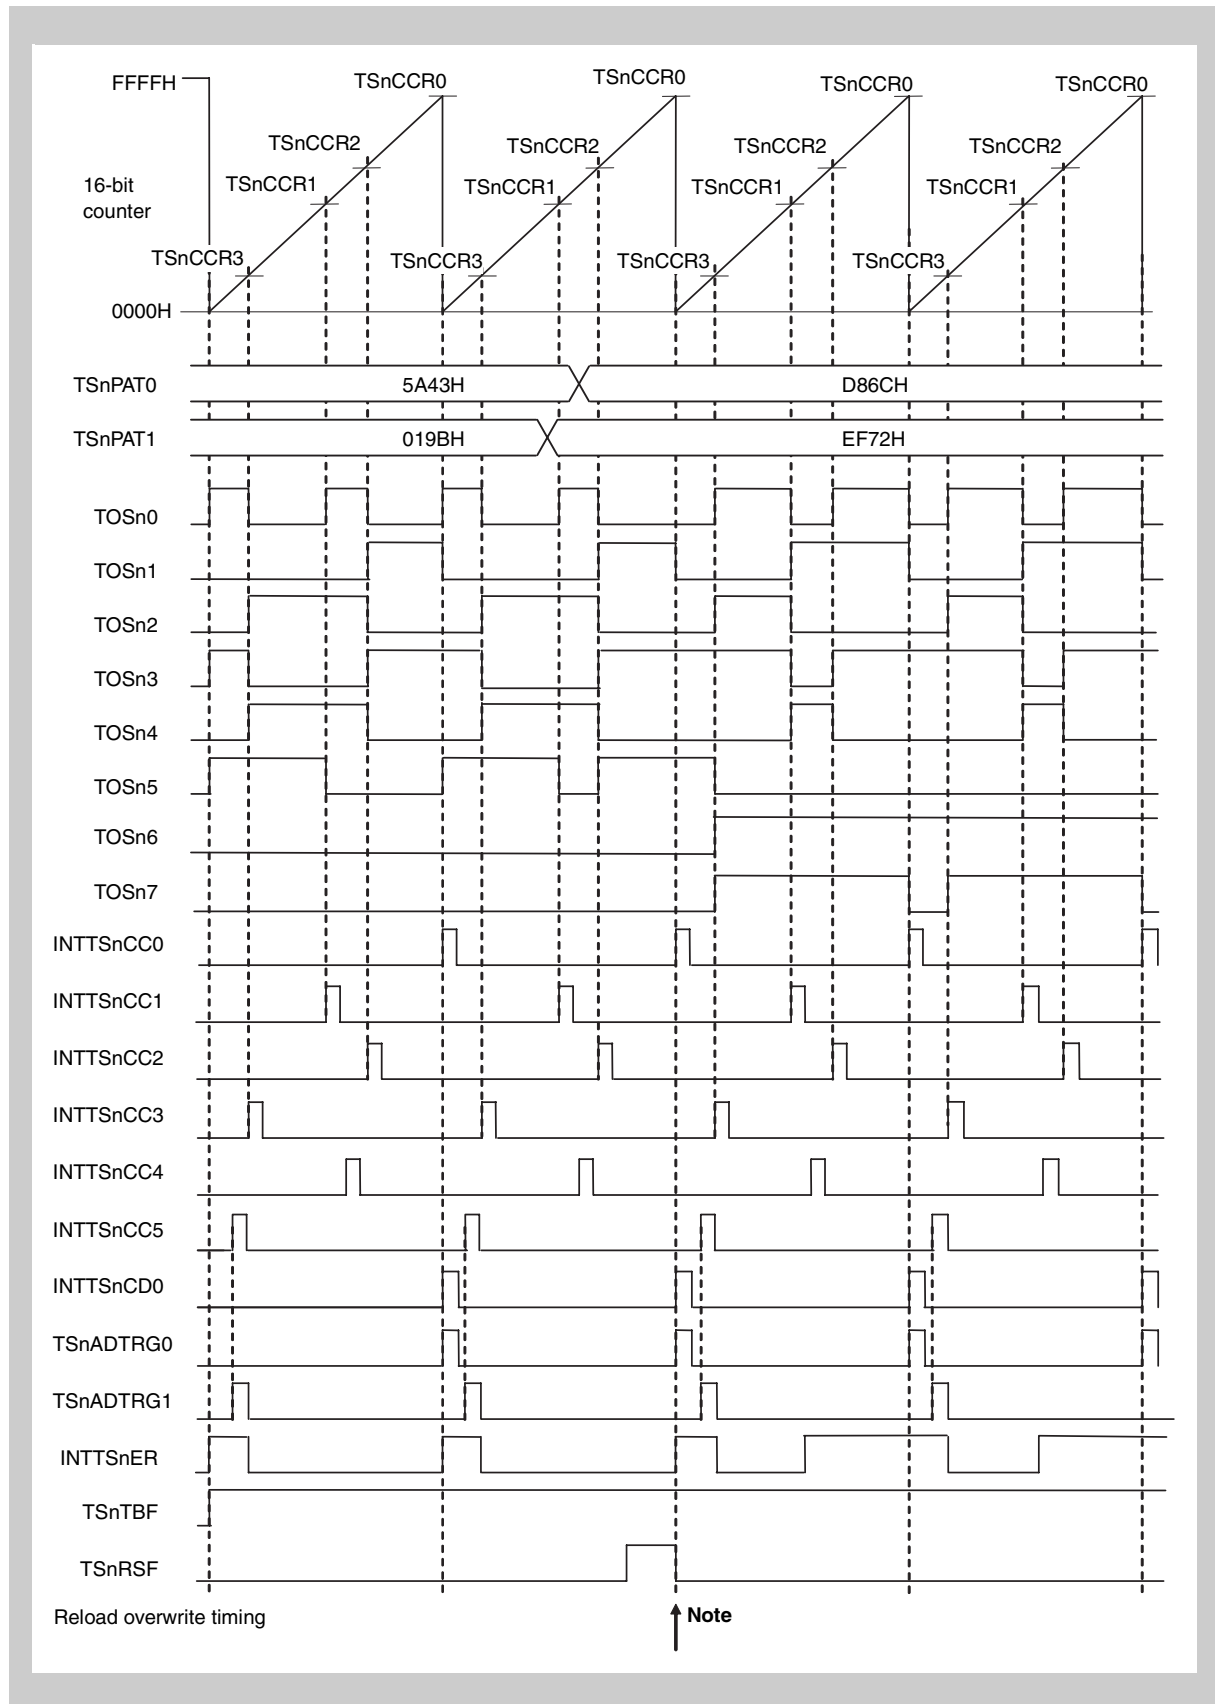 FFFFH
TSnCCR0 TSnCCR0 TSnCCR0 TSnCCR0
TSnCCR2 TSnCCR2 TSnCCR2 TSnCCR2
16-bit
counter
TSnCCR1 TSnCCR1 TSnCCR1 TSnCCR1
TSnCCR3 TSnCCR3 TSnCCR3 TSnCCR3
0000H
TSnPAT0 5A43H D86CH
TSnPAT1 019BH EF72H
TOSn0
TOSn1
TOSn2
TOSn3
TOSn4
TOSn5
TOSn6
TOSn7
INTTSnCC0
INTTSnCC1
INTTSnCC2
INTTSnCC3
INTTSnCC4
INTTSnCC5
INTTSnCD0
TSnADTRG0
TSnADTRG1
INTTSnER
TSnTBF
TSnRSF
Reload overwrite timing Note